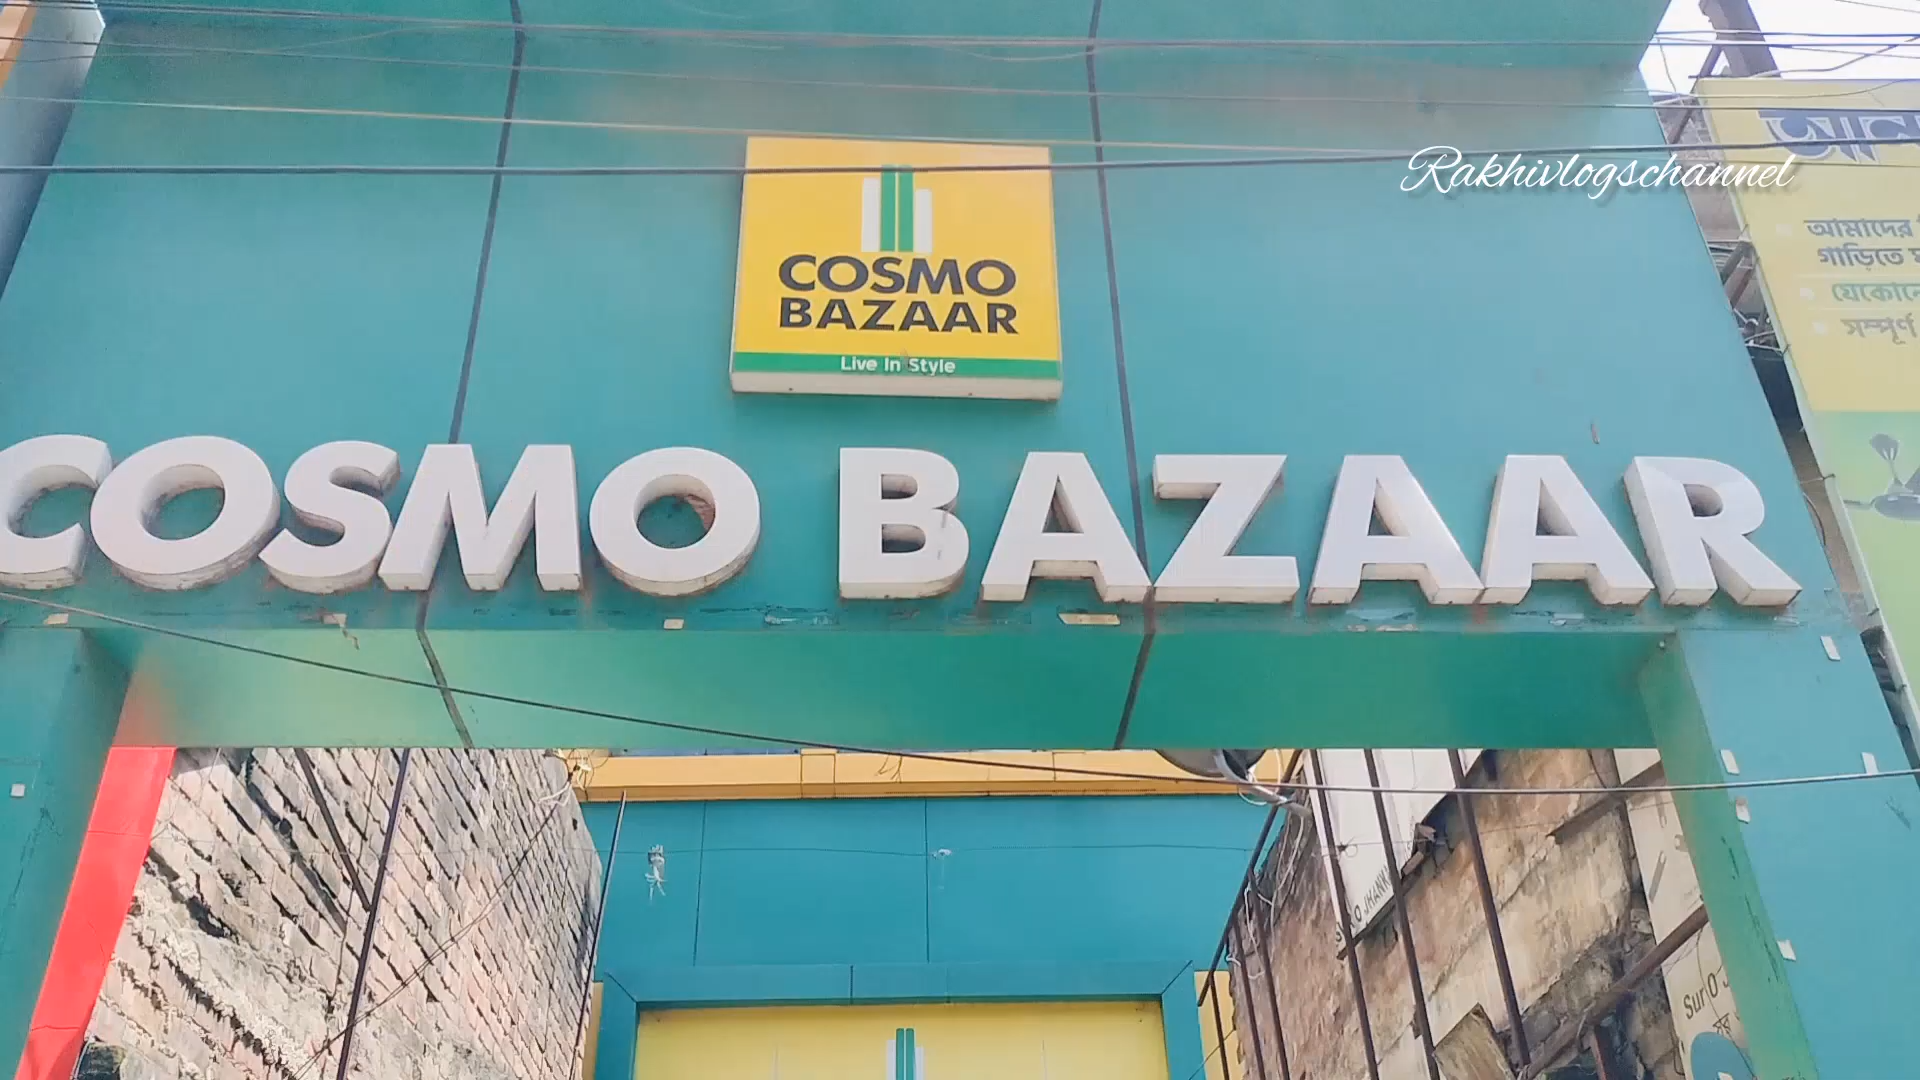 Rakhivlogschannel
COSMO
BAZAAR
Live In Style
COSMO BAZAAR
আমাদের
গাড়িতে
যেকোনো
সম্পূর্ণ